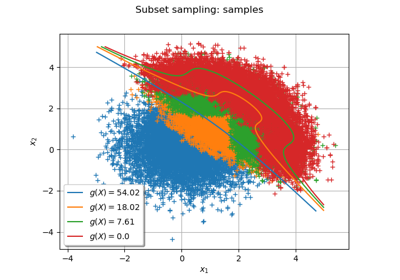 Subset sampling: samples
x2
4
2
0
−2
−4
g(X) = 54.02
g(X) = 18.02
g(X) = 7.61
g(X) = 0.0
−4 −2 0 2 4
x1